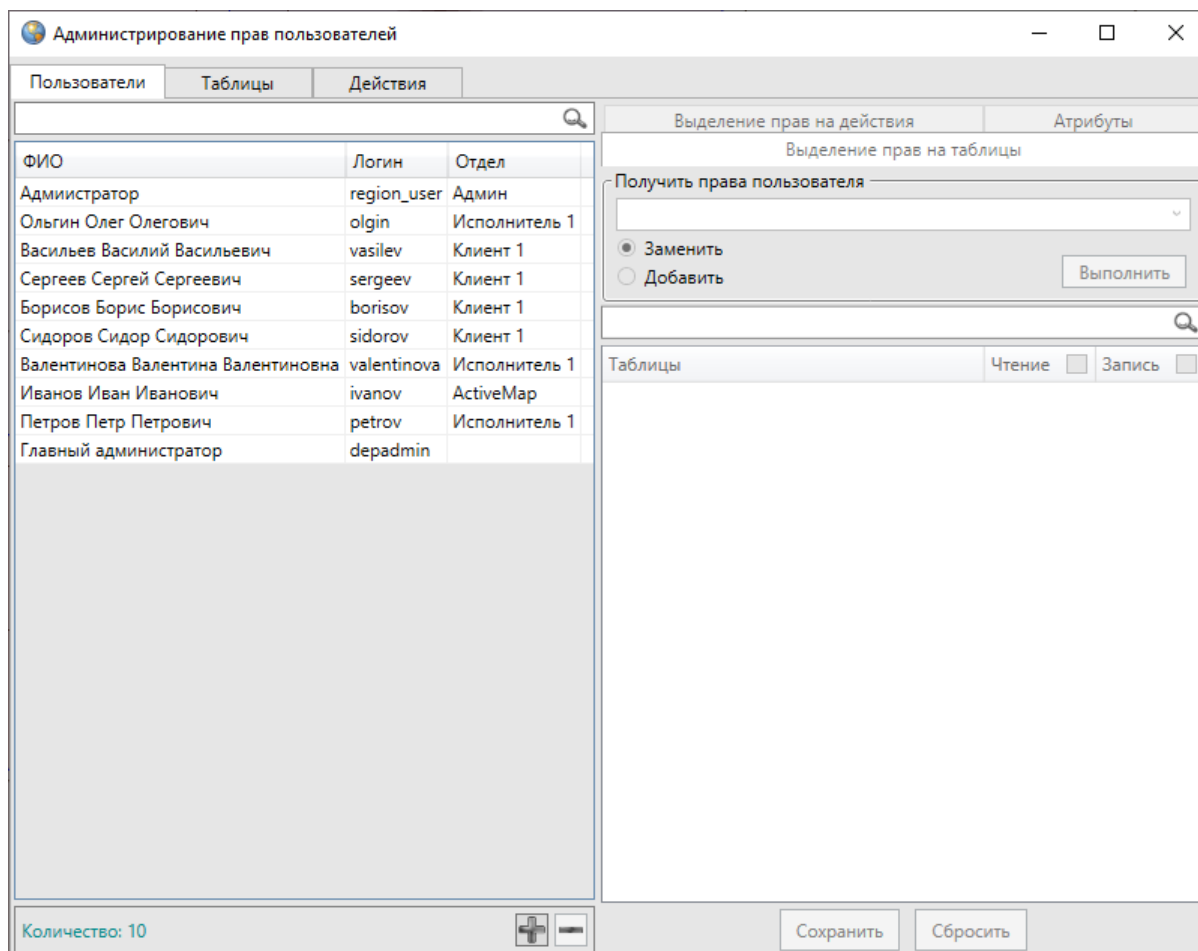 Администрирование прав пользователей
Пользователи Таблицы Действия
ФИО Логин Отдел
Адмиистратор region_user Админ
Ольгин Олег Олегович olgin Исполнитель 1
Васильев Василий Васильевич vasilev Клиент 1
Сергеев Сергей Сергеевич sergeev Клиент 1
Борисов Борис Борисович borisov Клиент 1
Сидоров Сидор Сидорович sidorov Клиент 1
Валентинова Валентина Валентиновна valentinova Исполнитель 1
Иванов Иван Иванович ivanov ActiveMap
Петров Петр Петрович petrov Исполнитель 1
Главный администратор depadmin
Количество: 10
Выделение прав на действия Атрибуты
Выделение прав на таблицы
Получить права пользователя
Заменить
Добавить
Выполнить
Таблицы Чтение Запись
Сохранить Сбросить